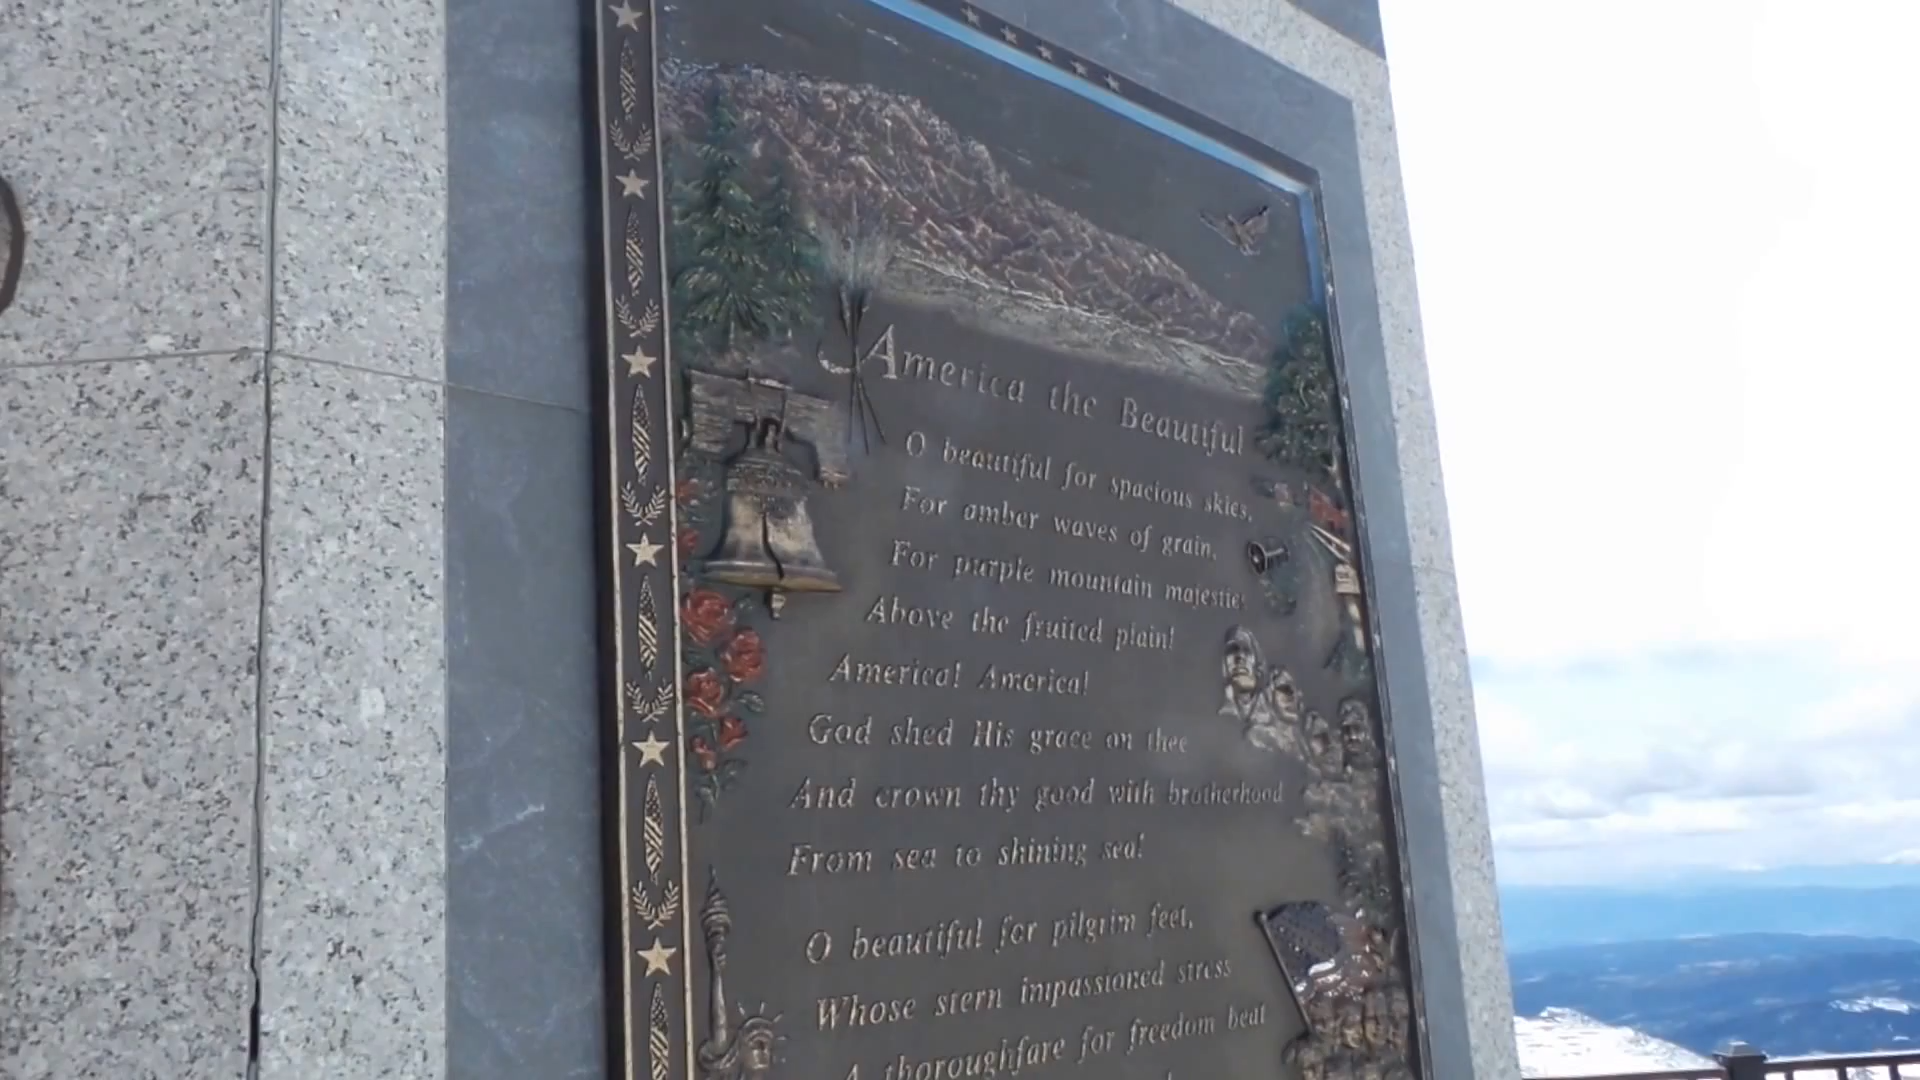 America the Beautiful
O beautiful for spacious skies,
For amber waves of grain,
For purple mountain majesties
Above the fruited plain!
America! America!
God shed His grace on thee
And crown thy good with brotherhood
From sea to shining sea!
O beautiful for pilgrim feet,
Whose stern impassioned stress
A thoroughfare for freedom beat